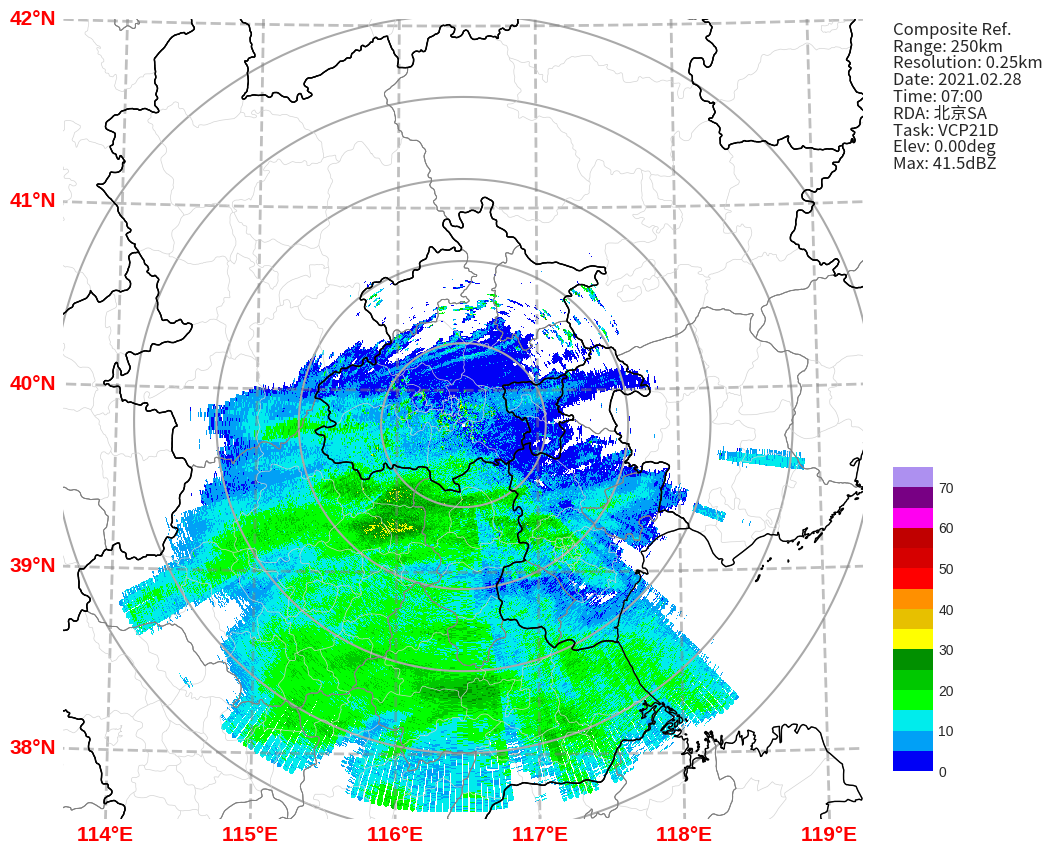 42°N
41°N
40°N
39°N
38°N
114°E
115°E
116°E
117°E
118°E
119°E
Composite Ref.
Range: 250km
Resolution: 0.25km
Date: 2021.02.28
Time: 07:00
RDA: 北京SA
Task: VCP21D
Elev: 0.00deg
Max: 41.5dBZ
70
60
50
40
30
20
10
0